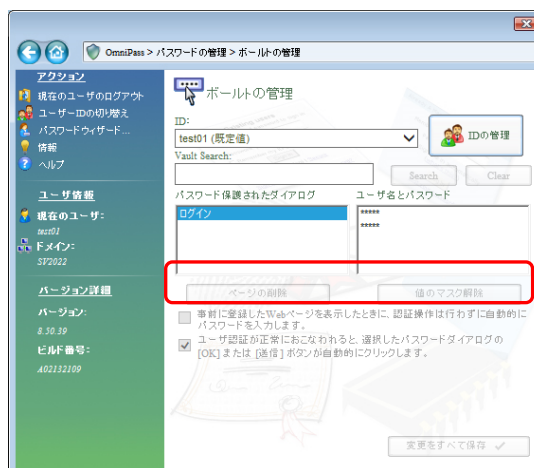 OmniPass > パスワードの管理 > ボールトの管理
アクション
現在のユーザのログアウト
ユーザーIDの切り替え
パスワードウィザード...
情報
ヘルプ
ユーザ情報
現在のユーザ:
test01
ドメイン:
SV2022
バージョン詳細
バージョン:
8.50.39
ビルド番号:
A02132109
ボールトの管理
ID:
test01 (既定値)
IDの管理
Vault Search:
Search
Clear
パスワード保護されたダイアログ
ユーザ名とパスワード
ログイン
*****
*****
ページの削除
値のマスク解除
事前に登録したWebページを表示したときに、認証操作は行わずに自動的に
パスワードを入力します。
ユーザ認証が正常におこなわれると、選択したパスワードダイアログの
[OK] または [送信] ボタンが自動的にクリックします。
変更をすべて保存